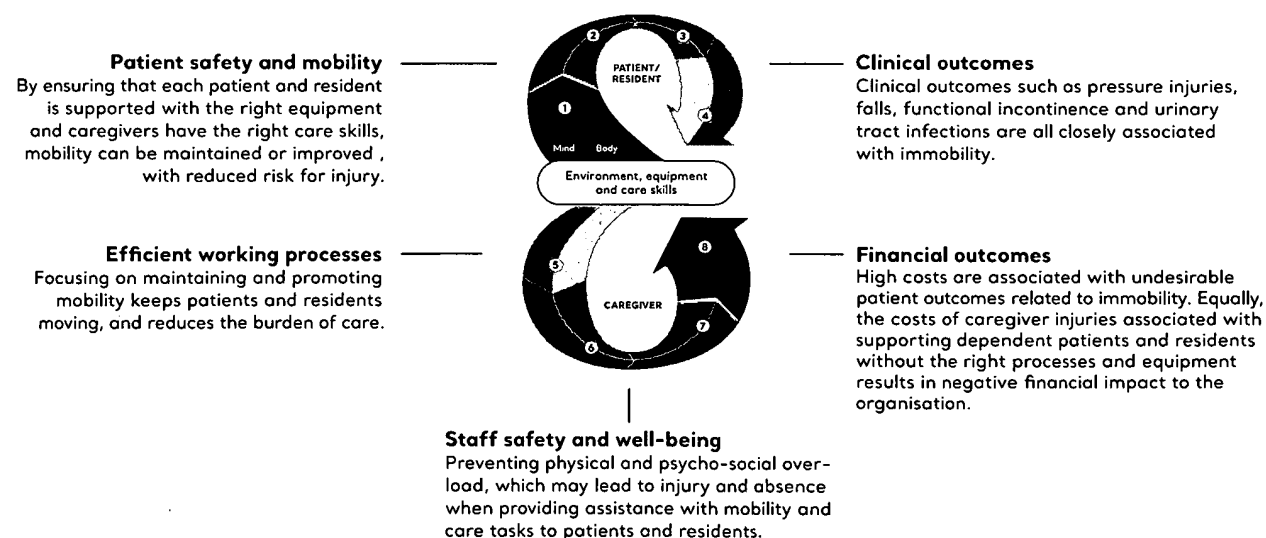 Patient safety and mobility
By ensuring that each patient and resident
is supported with the right equipment
and caregivers have the right care skills,
mobility can be maintained or improved ,
with reduced risk for injury.
Efficient working processes
Focusing on maintaining and promoting
mobility keeps patients and residents
moving, and reduces the burden of care.
2
3
PATIENT/
RESIDENT
1
4
Mind Body
Environment, equipment
and care skills
8
5
CAREGIVER
7
6
Clinical outcomes
Clinical outcomes such as pressure injuries,
falls, functional incontinence and urinary
tract infections are all closely associated
with immobility.
Financial outcomes
High costs are associated with undesirable
patient outcomes related to immobility. Equally,
the costs of caregiver injuries associated with
supporting dependent patients and residents
without the right processes and equipment
results in negative financial impact to the
organisation.
Staff safety and well-being
Preventing physical and psycho-social over-
load, which may lead to injury and absence
when providing assistance with mobility and
care tasks to patients and residents.